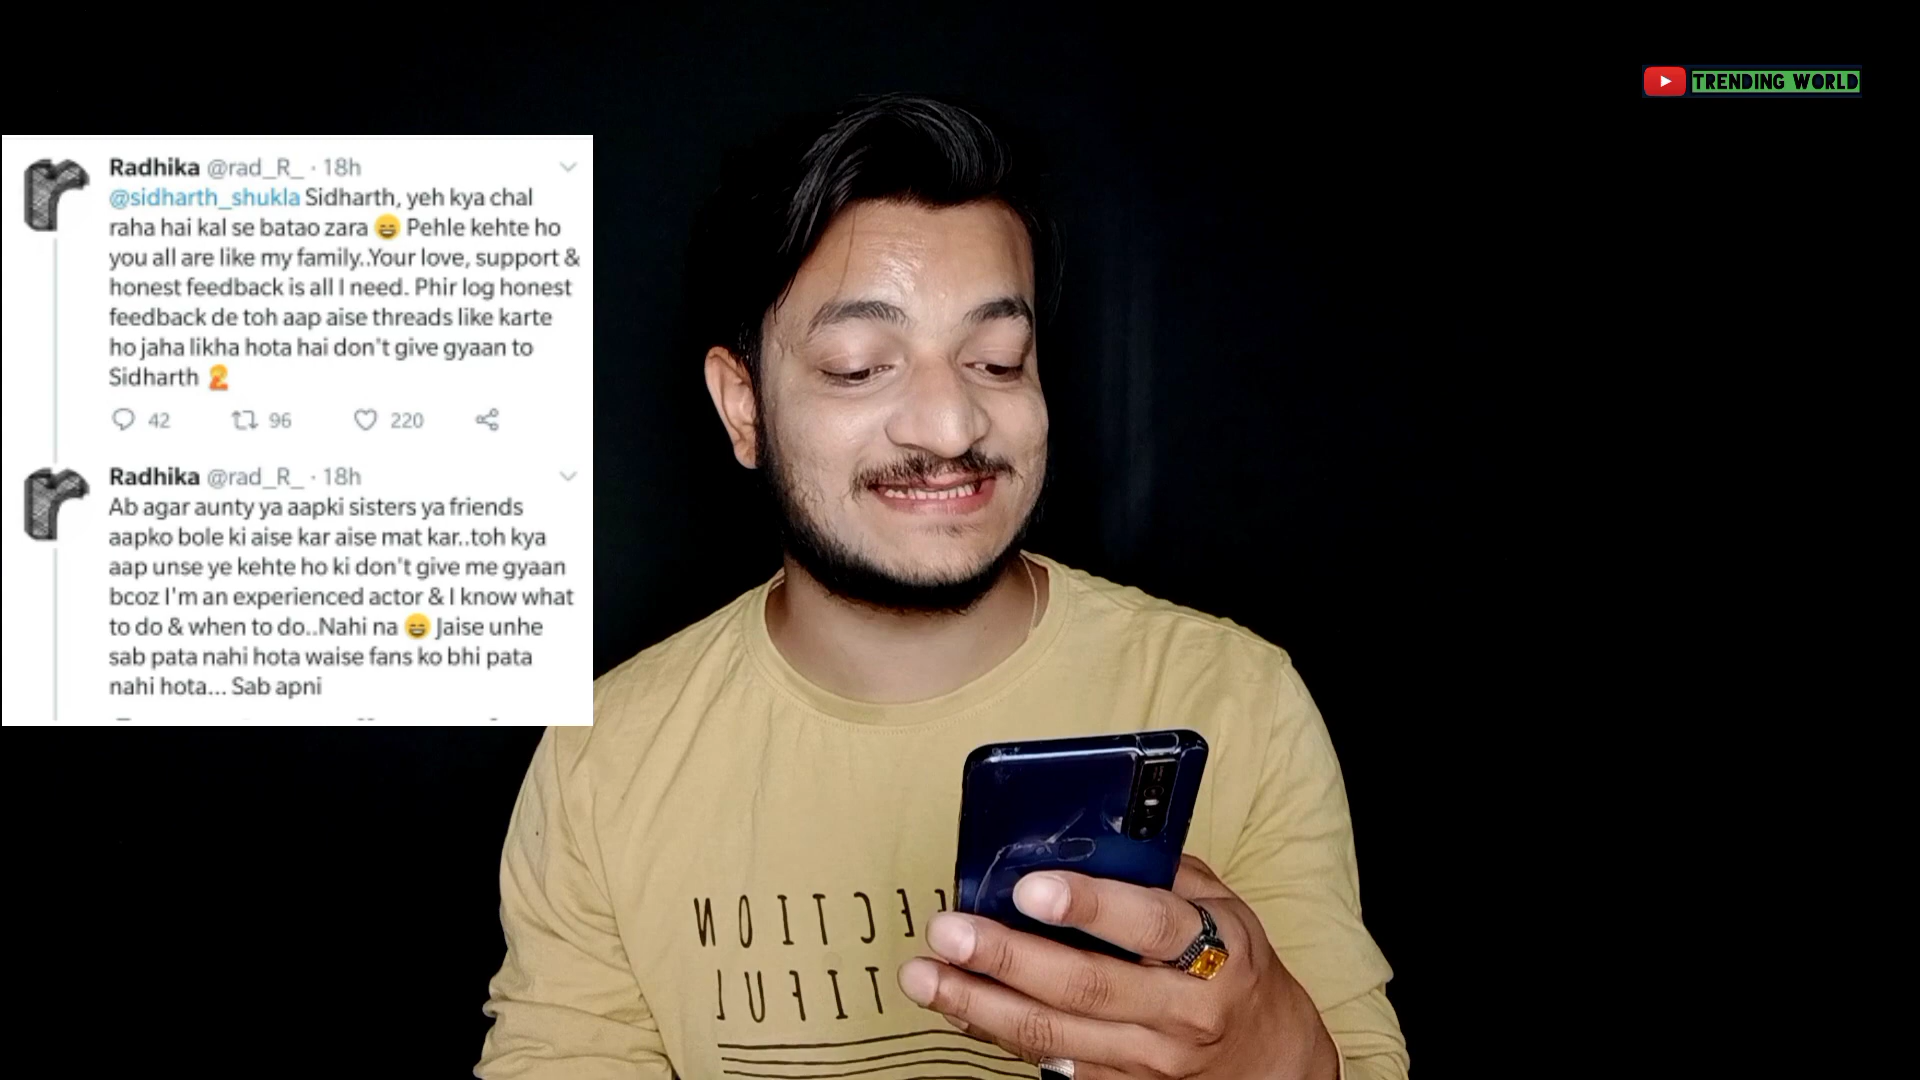 TRENDING WORLD
Radhika @rad_R_ · 18h
@sidharth_shukla Sidharth, yeh kya chal
raha hai kal se batao zara 😄 Pehle kehte ho
you all are like my family..Your love, support &
honest feedback is all I need. Phir log honest
feedback de toh aap aise threads like karte
ho jaha likha hota hai don't give gyaan to
Sidharth 🤦
42 96 220
Radhika @rad_R_ · 18h
Ab agar aunty ya aapki sisters ya friends
aapko bole ki aise kar aise mat kar..toh kya
aap unse ye kehte ho ki don't give me gyaan
bcoz I'm an experienced actor & I know what
to do & when to do..Nahi na 😄 Jaise unhe
sab pata nahi hota waise fans ko bhi pata
nahi hota... Sab apni